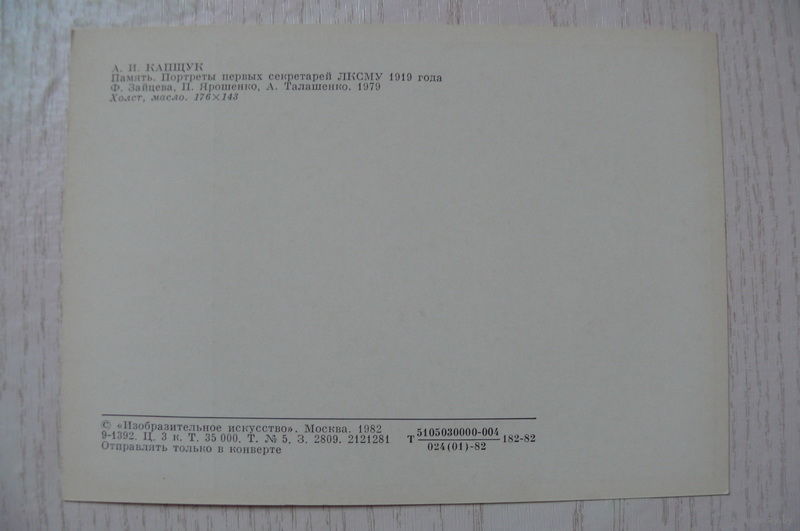 А. И. КАПЩУК
Память. Портреты первых секретарей ЛКСМУ 1919 года
Ф. Зайцева, П. Ярошенко, А. Талашенко. 1979
Холст, масло. 176×143
© «Изобразительное искусство». Москва. 1982
9-1392. Ц. 3 к. Т. 35 000. Т. № 5. З. 2809. 2121281
Отправлять только в конверте
Т 5105030000-004 182-82
024(01)-82